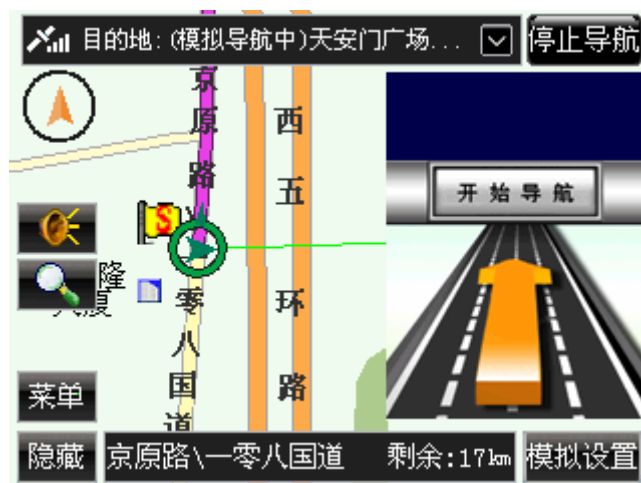 目的地:(模拟导航中)天安门广场...
停止导航
京原路
西五环路
开始导航
S
隆
大厦
一零八国道
菜单
隐藏
京原路\一零八国道
剩余:17km
模拟设置